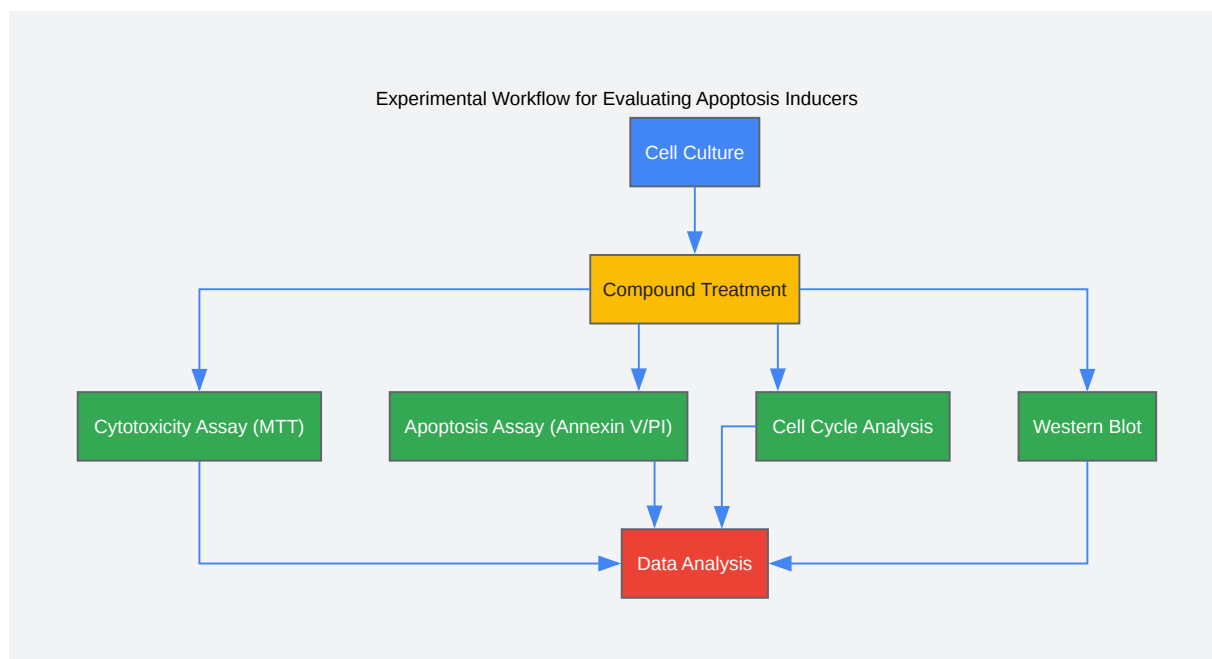 Experimental Workflow for Evaluating Apoptosis Inducers
Cell Culture
Compound Treatment
Cytotoxicity Assay (MTT)
Apoptosis Assay (Annexin V/PI)
Cell Cycle Analysis
Western Blot
Data Analysis